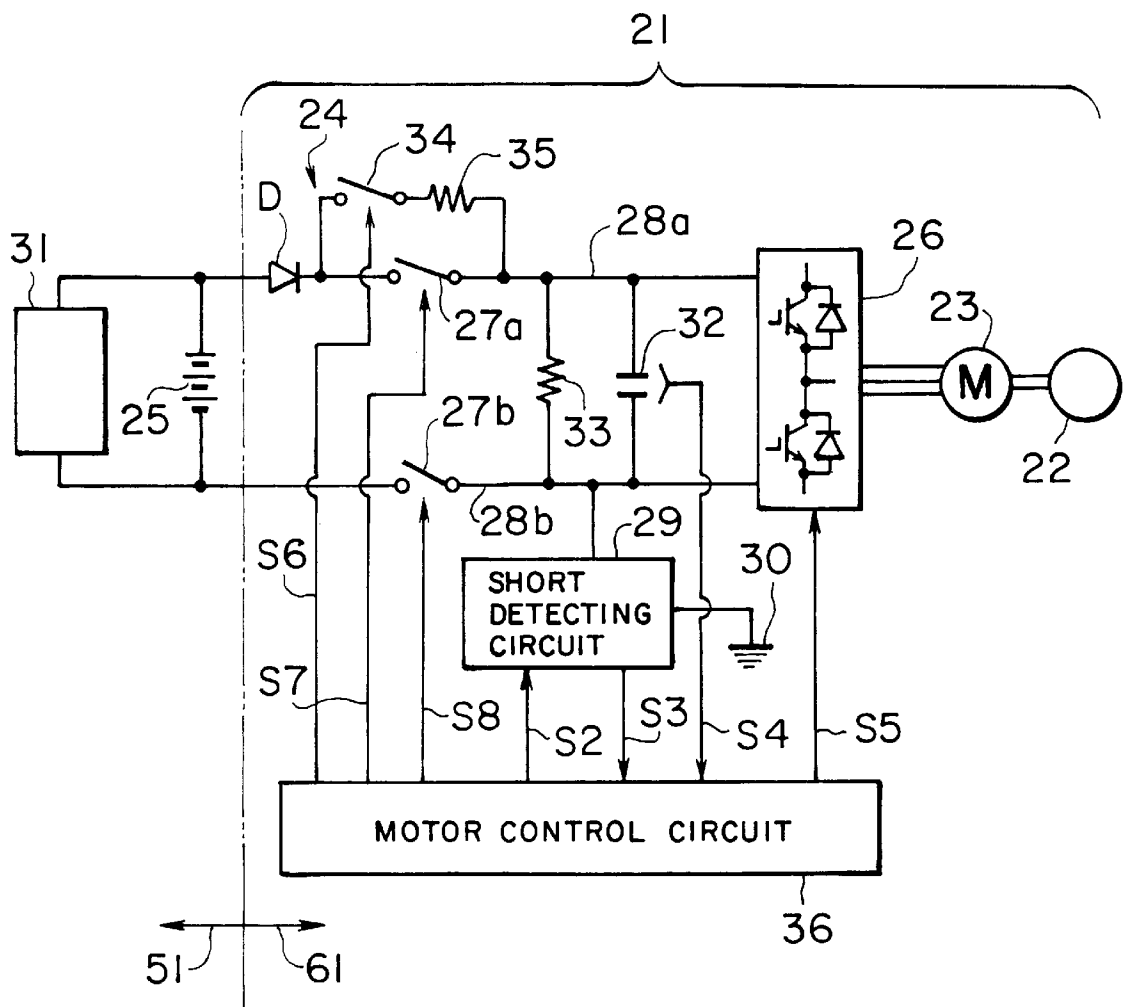 21
24
34
35
D
28a
26
31
27a
32
23
M
25
33
27b
22
28b
29
S6
SHORT
DETECTING
CIRCUIT
30
S7
S8
S2
S3
S4
S5
MOTOR CONTROL CIRCUIT
36
51
61